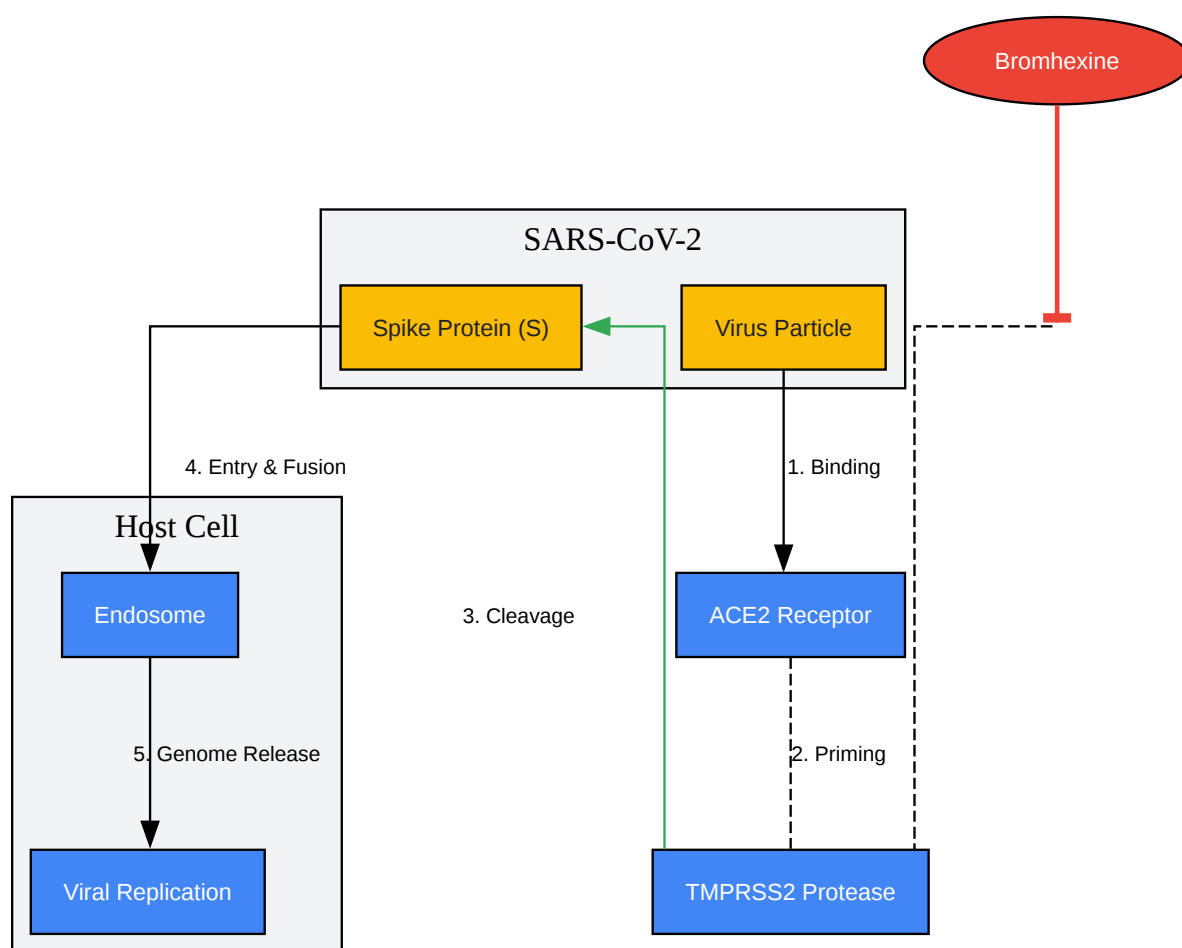 Bromhexine
SARS-CoV-2
Spike Protein (S)
Virus Particle
4. Entry & Fusion
1. Binding
Host Cell
Endosome
3. Cleavage
ACE2 Receptor
5. Genome Release
2. Priming
Viral Replication
TMPRSS2 Protease